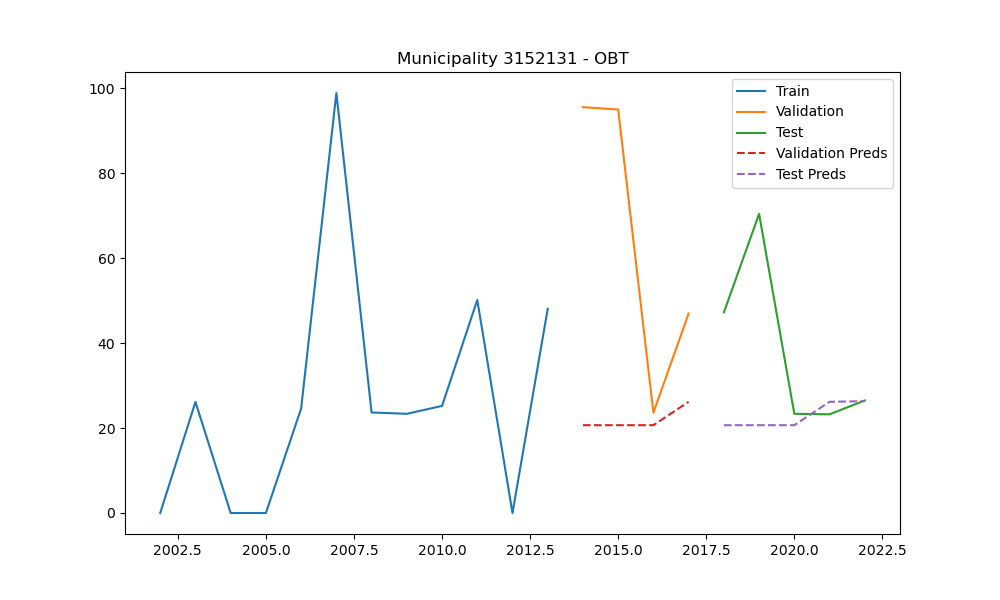 Municipality 3152131 - OBT
Train
Validation
Test
Validation Preds
Test Preds
100
80
60
40
20
0
2002.5 2005.0 2007.5 2010.0 2012.5 2015.0 2017.5 2020.0 2022.5